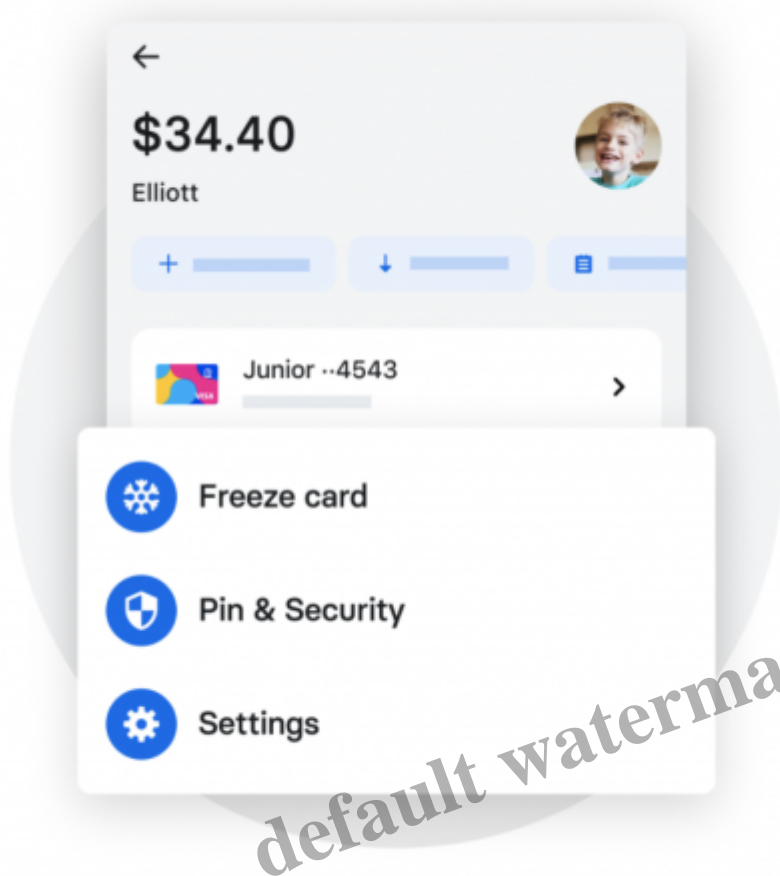 $34.40
Elliott
Junior ··4543
VISA
Freeze card
Pin & Security
Settings
default waterma